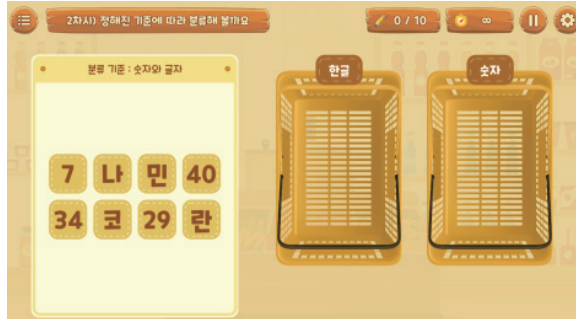 2차시) 정해진 기준에 따라 분류해 볼까요
0 / 10
∞
분류 기준 : 숫자와 글자
한글
숫자
7 나 민 40
34 코 29 란